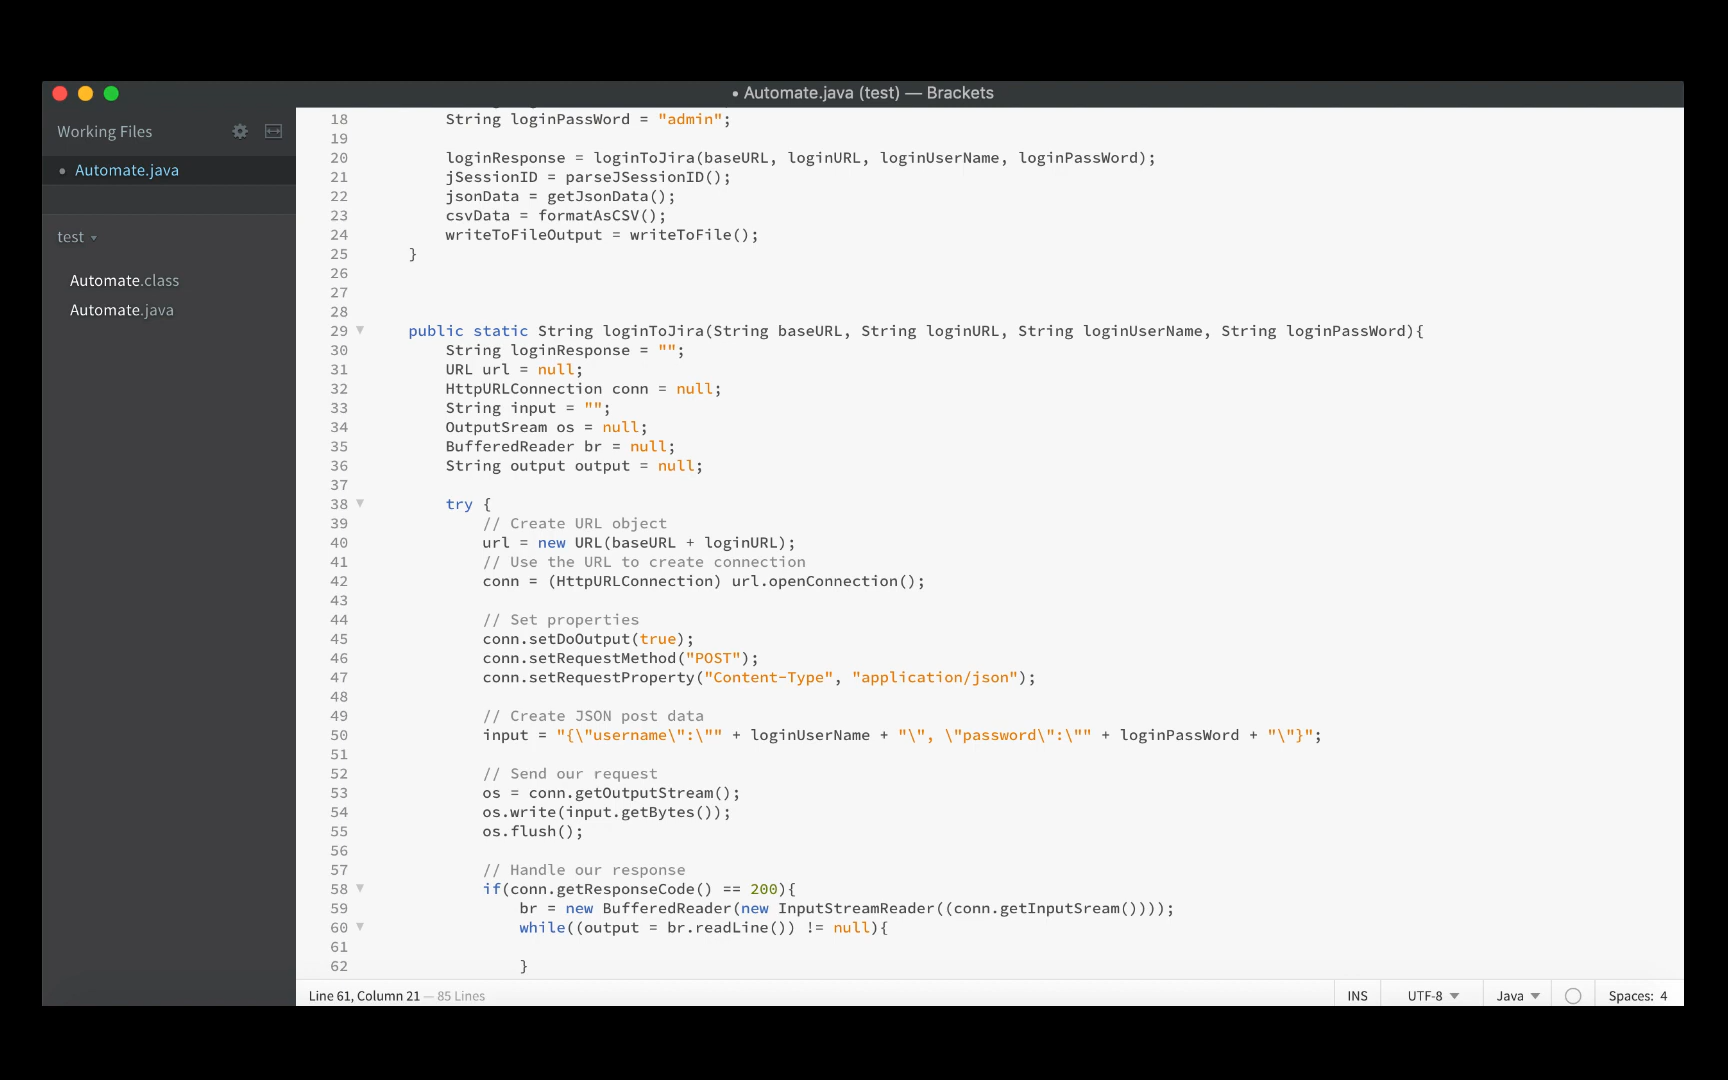 • Automate.java (test) — Brackets
Working Files
• Automate.java
test
Automate.class
Automate.java
18 String loginPassWord = "admin";
19
20 loginResponse = loginToJira(baseURL, loginURL, loginUserName, loginPassWord);
21 jSessionID = parseJSessionID();
22 jsonData = getJsonData();
23 csvData = formatAsCSV();
24 writeToFileOutput = writeToFile();
25 }
26
27
28
29 public static String loginToJira(String baseURL, String loginURL, String loginUserName, String loginPassWord){
30 String loginResponse = "";
31 URL url = null;
32 HttpURLConnection conn = null;
33 String input = "";
34 OutputSream os = null;
35 BufferedReader br = null;
36 String output output = null;
37
38 try {
39 // Create URL object
40 url = new URL(baseURL + loginURL);
41 // Use the URL to create connection
42 conn = (HttpURLConnection) url.openConnection();
43
44 // Set properties
45 conn.setDoOutput(true);
46 conn.setRequestMethod("POST");
47 conn.setRequestProperty("Content-Type", "application/json");
48
49 // Create JSON post data
50 input = "{\"username\":\"" + loginUserName + "\", \"password\":\"" + loginPassWord + "\"}";
51
52 // Send our request
53 os = conn.getOutputStream();
54 os.write(input.getBytes());
55 os.flush();
56
57 // Handle our response
58 if(conn.getResponseCode() == 200){
59 br = new BufferedReader(new InputStreamReader((conn.getInputSream())));
60 while((output = br.readLine()) != null){
61
62 }
Line 61, Column 21 — 85 Lines
INS UTF-8 Java Spaces: 4